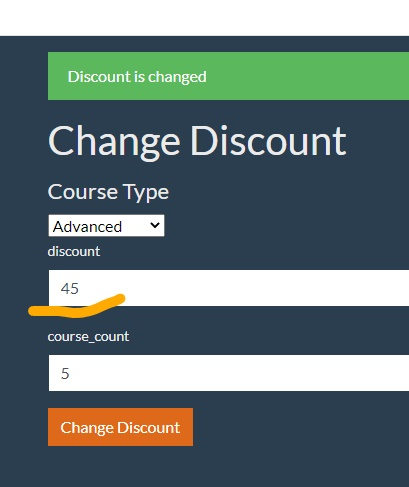 Discount is changed
Change Discount
Course Type
Advanced
discount
45
course_count
5
Change Discount